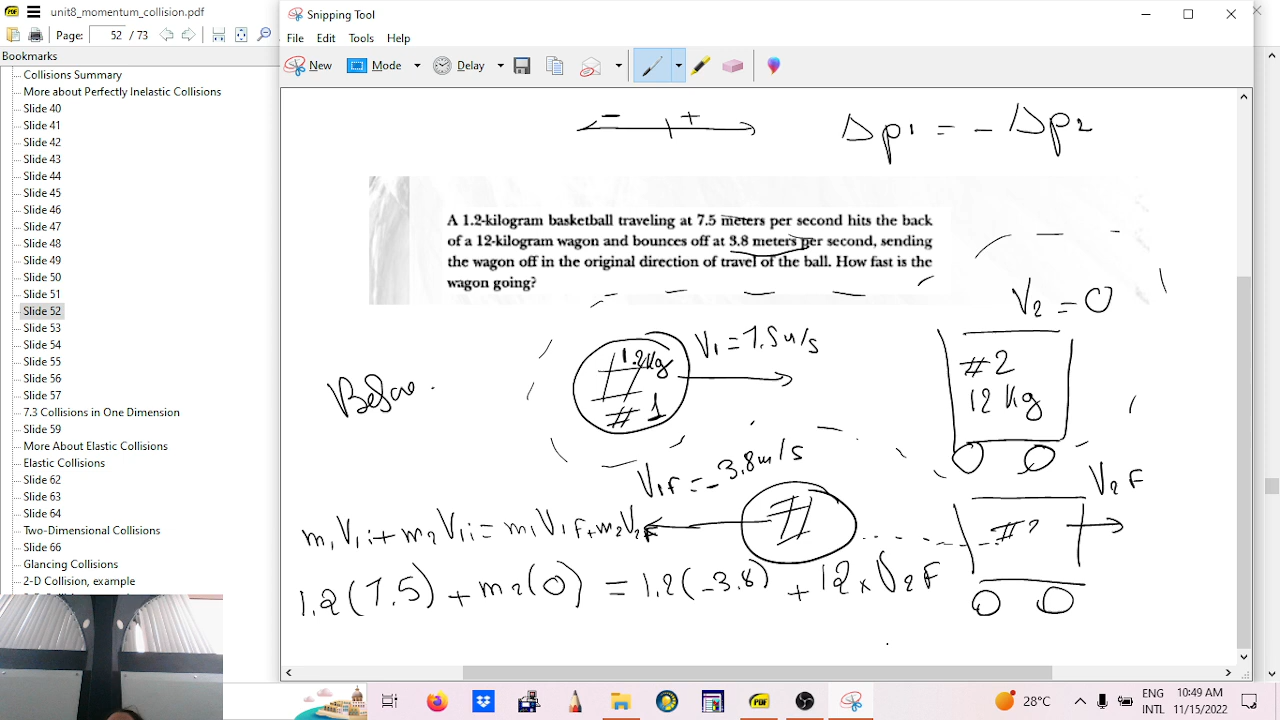 unit8_momentum_collision.pdf
Snipping Tool
Page: 52 / 73
File Edit Tools Help
Bookmarks
New Mode Delay
Collisions Summary
More about Perfectly Inelastic Collisions
Slide 40
Slide 41
Slide 42
Slide 43
Slide 44
Slide 45
Slide 46
Slide 47
Slide 48
Slide 49
Slide 50
Slide 51
Slide 52
Slide 53
Slide 54
Slide 55
Slide 56
Slide 57
7.3 Collisions in One Dimension
Slide 59
More About Elastic Collisions
Elastic Collisions
Slide 62
Slide 63
Slide 64
Two-Dimensional Collisions
Slide 66
Glancing Collisions
2-D Collision, example
− +
Δp1 = − Δp2
A 1.2-kilogram basketball traveling at 7.5 meters per second hits the back
of a 12-kilogram wagon and bounces off at 3.8 meters per second, sending
the wagon off in the original direction of travel of the ball. How fast is the
wagon going?
V2 = 0
V1 = 7.5 m/s
1.2kg
# 1
#2
12 kg
Before
V1F = -3.8m/s
V2F
m1V1i + m2V1i = m1V1F + m2V2F
#2
1.2(7.5) + m2(0) = 1.2(-3.8) + 12 x V2F
28°C
ENG
INTL
10:49 AM
11/15/2022